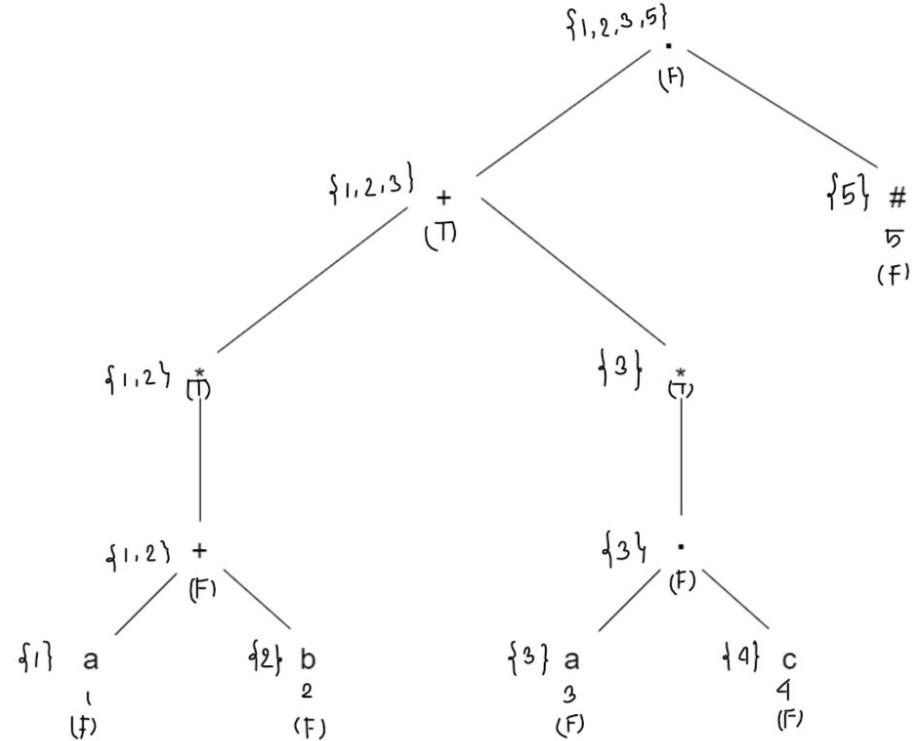 {1,2,3,5} .
(F)
{1,2,3} +
(T)
{5} #
5
(F)
{1,2} *
(T)
{3} *
(T)
{1,2} +
(F)
{3} .
(F)
{1} a
1
(F)
{2} b
2
(F)
{3} a
3
(F)
{4} c
4
(F)